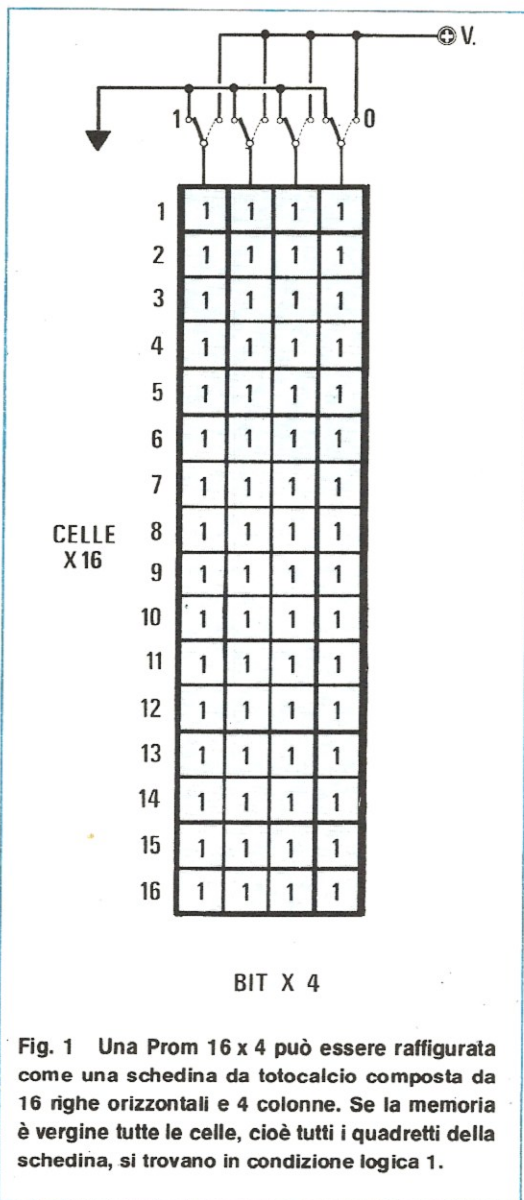 V.
1 0
1 1 1 1 1
2 1 1 1 1
3 1 1 1 1
4 1 1 1 1
5 1 1 1 1
6 1 1 1 1
7 1 1 1 1
CELLE 8 1 1 1 1
X 16
9 1 1 1 1
10 1 1 1 1
11 1 1 1 1
12 1 1 1 1
13 1 1 1 1
14 1 1 1 1
15 1 1 1 1
16 1 1 1 1
BIT X 4
Fig. 1 Una Prom 16 x 4 può essere raffigurata
come una schedina da totocalcio composta da
16 righe orizzontali e 4 colonne. Se la memoria
è vergine tutte le celle, cioè tutti i quadretti della
schedina, si trovano in condizione logica 1.